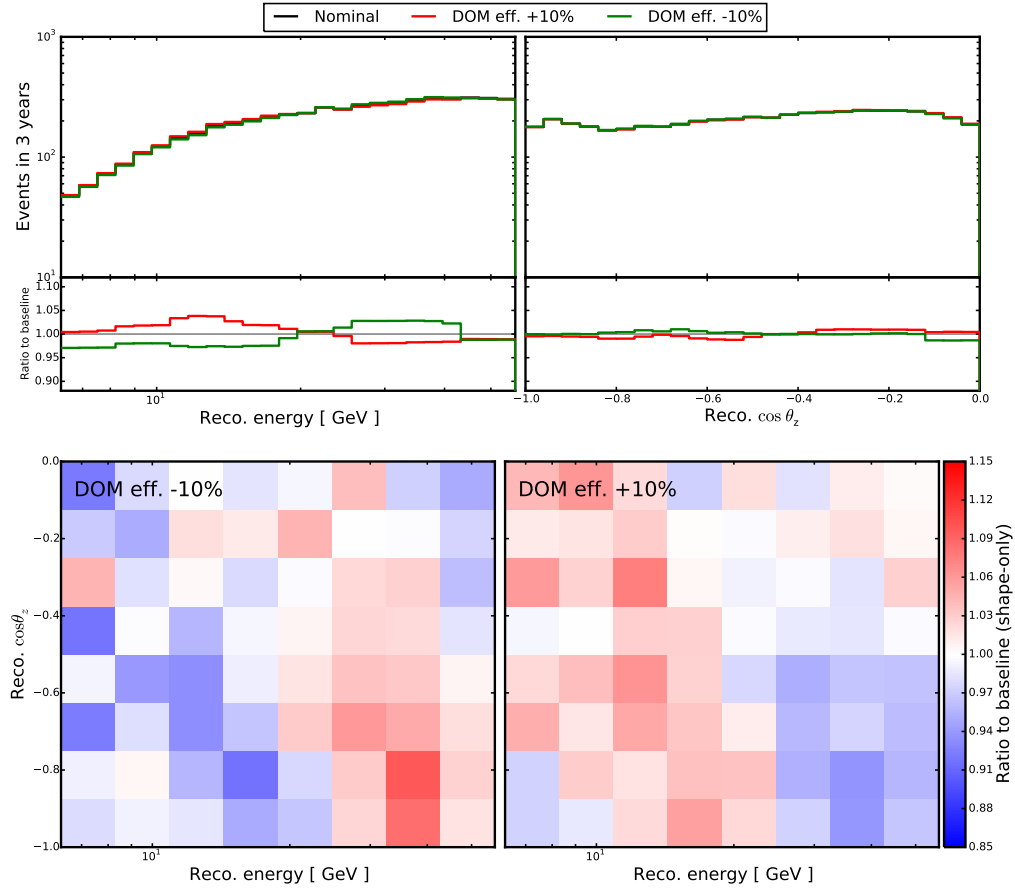 Nominal DOM eff. +10% DOM eff. -10%
Events in 3 years
10³
10²
10¹
Ratio to baseline
1.10
1.05
1.00
0.95
0.90
10¹
Reco. energy [ GeV ]
−1.0 −0.8 −0.6 −0.4 −0.2 0.0
Reco. cos θz
DOM eff. -10%
Reco. cosθz
0.0
−0.2
−0.4
−0.6
−0.8
−1.0
10¹
Reco. energy [ GeV ]
DOM eff. +10%
10¹
Reco. energy [ GeV ]
1.15
1.12
1.09
1.06
1.03
1.00
0.97
0.94
0.91
0.88
0.85
Ratio to baseline (shape-only)